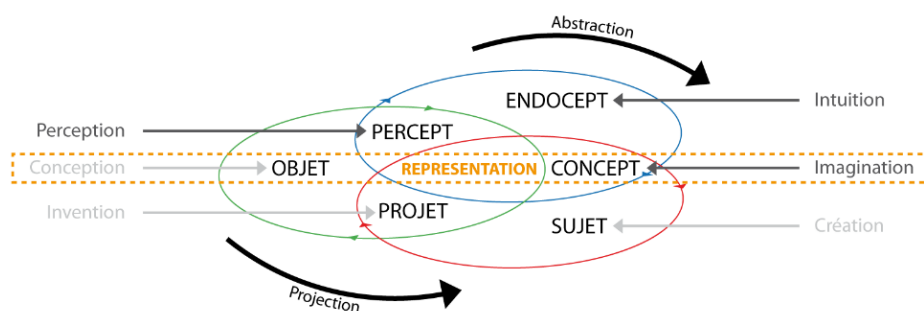 Abstraction
ENDOCEPT
Intuition
Perception
PERCEPT
Conception
OBJET
REPRESENTATION
CONCEPT
Imagination
Invention
PROJET
SUJET
Création
Projection